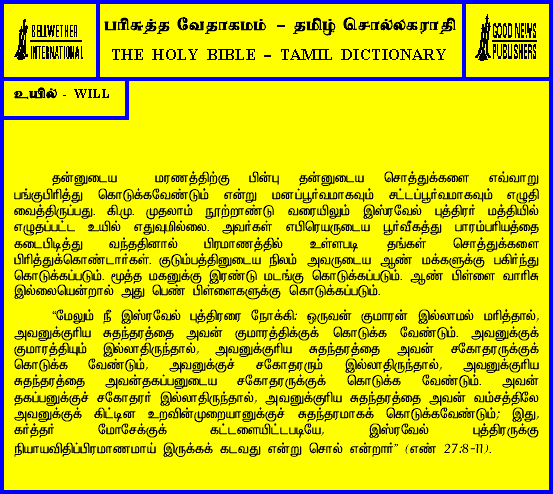 BELLWETHER
INTERNATIONAL
பரிசுத்த வேதாகமம் – தமிழ் சொல்லகராதி
THE HOLY BIBLE – TAMIL DICTIONARY
GOOD NEWS
PUBLISHERS
உயில் - WILL
தன்னுடைய மரணத்திற்கு பின்பு தன்னுடைய சொத்துக்களை எவ்வாறு
பங்குபிரித்து கொடுக்கவேண்டும் என்று மனப்பூர்வமாகவும் சட்டப்பூர்வமாகவும் எழுதி
வைத்திருப்பது. கி.மு. முதலாம் நூற்றாண்டு வரையிலும் இஸ்ரவேல் புத்திரர் மத்தியில்
எழுதப்பட்ட உயில் எதுவுமில்லை. அவர்கள் எபிரெயருடைய பூர்வீகத்து பாரம்பரியத்தை
கடைபிடித்து வந்ததினால் பிரமாணத்தில் உள்ளபடி தங்கள் சொத்துக்களை
பிரித்துக்கொண்டார்கள். குடும்பத்தினுடைய நிலம் அவருடைய ஆண் மக்களுக்கு பகிர்ந்து
கொடுக்கப்படும். மூத்த மகனுக்கு இரண்டு மடங்கு கொடுக்கப்படும். ஆண் பிள்ளை வாரிசு
இல்லையென்றால் அது பெண் பிள்ளைகளுக்கு கொடுக்கப்படும்.
“மேலும் நீ இஸ்ரவேல் புத்திரரை நோக்கி: ஒருவன் குமாரன் இல்லாமல் மரித்தால்,
அவனுக்குரிய சுதந்தரத்தை அவன் குமாரத்திக்குக் கொடுக்க வேண்டும். அவனுக்குக்
குமாரத்தியும் இல்லாதிருந்தால், அவனுக்குரிய சுதந்தரத்தை அவன் சகோதரருக்குக்
கொடுக்க வேண்டும், அவனுக்குச் சகோதரரும் இல்லாதிருந்தால், அவனுக்குரிய
சுதந்தரத்தை அவன்தகப்பனுடைய சகோதரருக்குக் கொடுக்க வேண்டும். அவன்
தகப்பனுக்குச் சகோதரர் இல்லாதிருந்தால், அவனுக்குரிய சுதந்தரத்தை அவன் வம்சத்திலே
அவனுக்குக் கிட்டின உறவின்முறையானுக்குச் சுதந்தரமாகக் கொடுக்கவேண்டும்; இது,
கர்த்தர் மோசேக்குக் கட்டளையிட்டபடியே, இஸ்ரவேல் புத்திரருக்கு
நியாயவிதிப்பிரமாணமாய் இருக்கக் கடவது என்று சொல் என்றார்” (எண் 27:8-11).